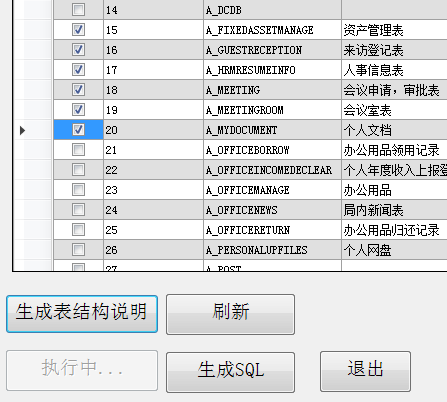 14 A_DCDB
15 A_FIXEDASSETMANAGE 资产管理表
16 A_GUESTRECEPTION 来访登记表
17 A_HRMRESUMEINFO 人事信息表
18 A_MEETING 会议申请，审批表
19 A_MEETINGROOM 会议室表
20 A_MYDOCUMENT 个人文档
21 A_OFFICEBORROW 办公用品领用记录
22 A_OFFICEINCOMEDECLEAR 个人年度收入上报登
23 A_OFFICEMANAGE 办公用品
24 A_OFFICENEWS 局内新闻表
25 A_OFFICERETURN 办公用品归还记录
26 A_PERSONALUPFILES 个人网盘
27 A_POST
生成表结构说明 刷新
执行中... 生成SQL 退出